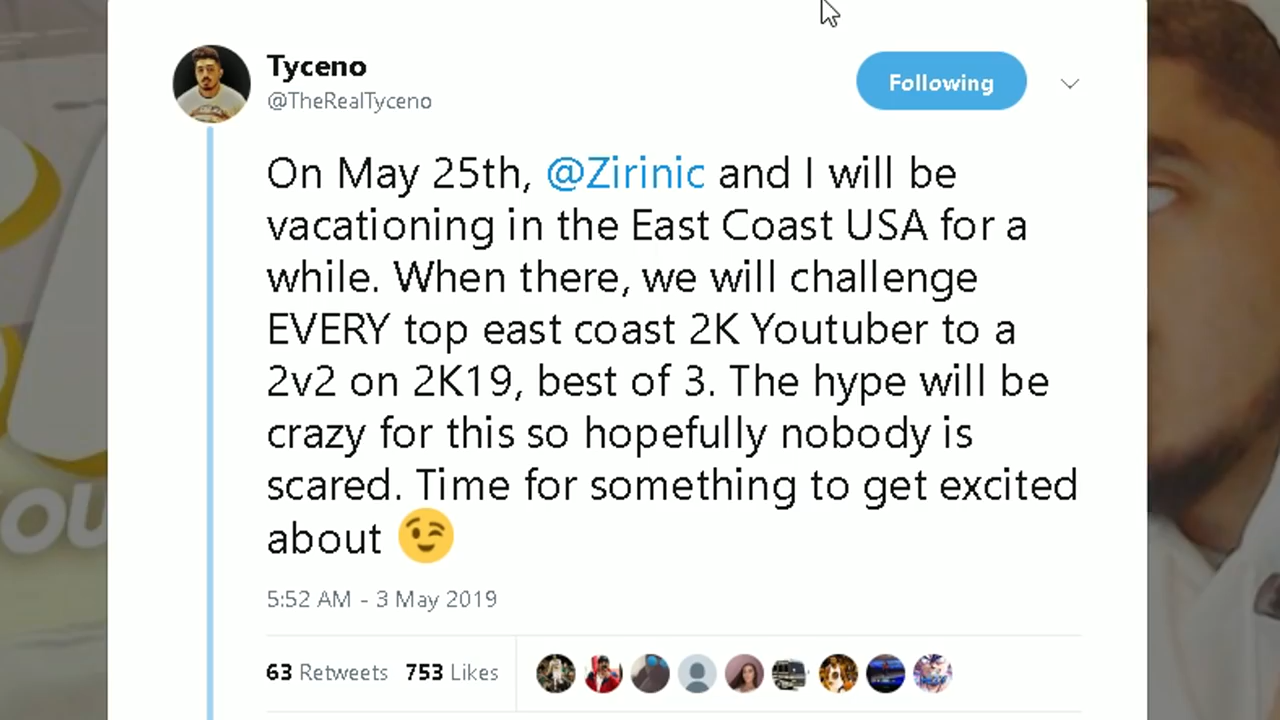 Tyceno
@TheRealTyceno
Following
On May 25th, @Zirinic and I will be
vacationing in the East Coast USA for a
while. When there, we will challenge
EVERY top east coast 2K Youtuber to a
2v2 on 2K19, best of 3. The hype will be
crazy for this so hopefully nobody is
scared. Time for something to get excited
about 😉
5:52 AM - 3 May 2019
63 Retweets 753 Likes